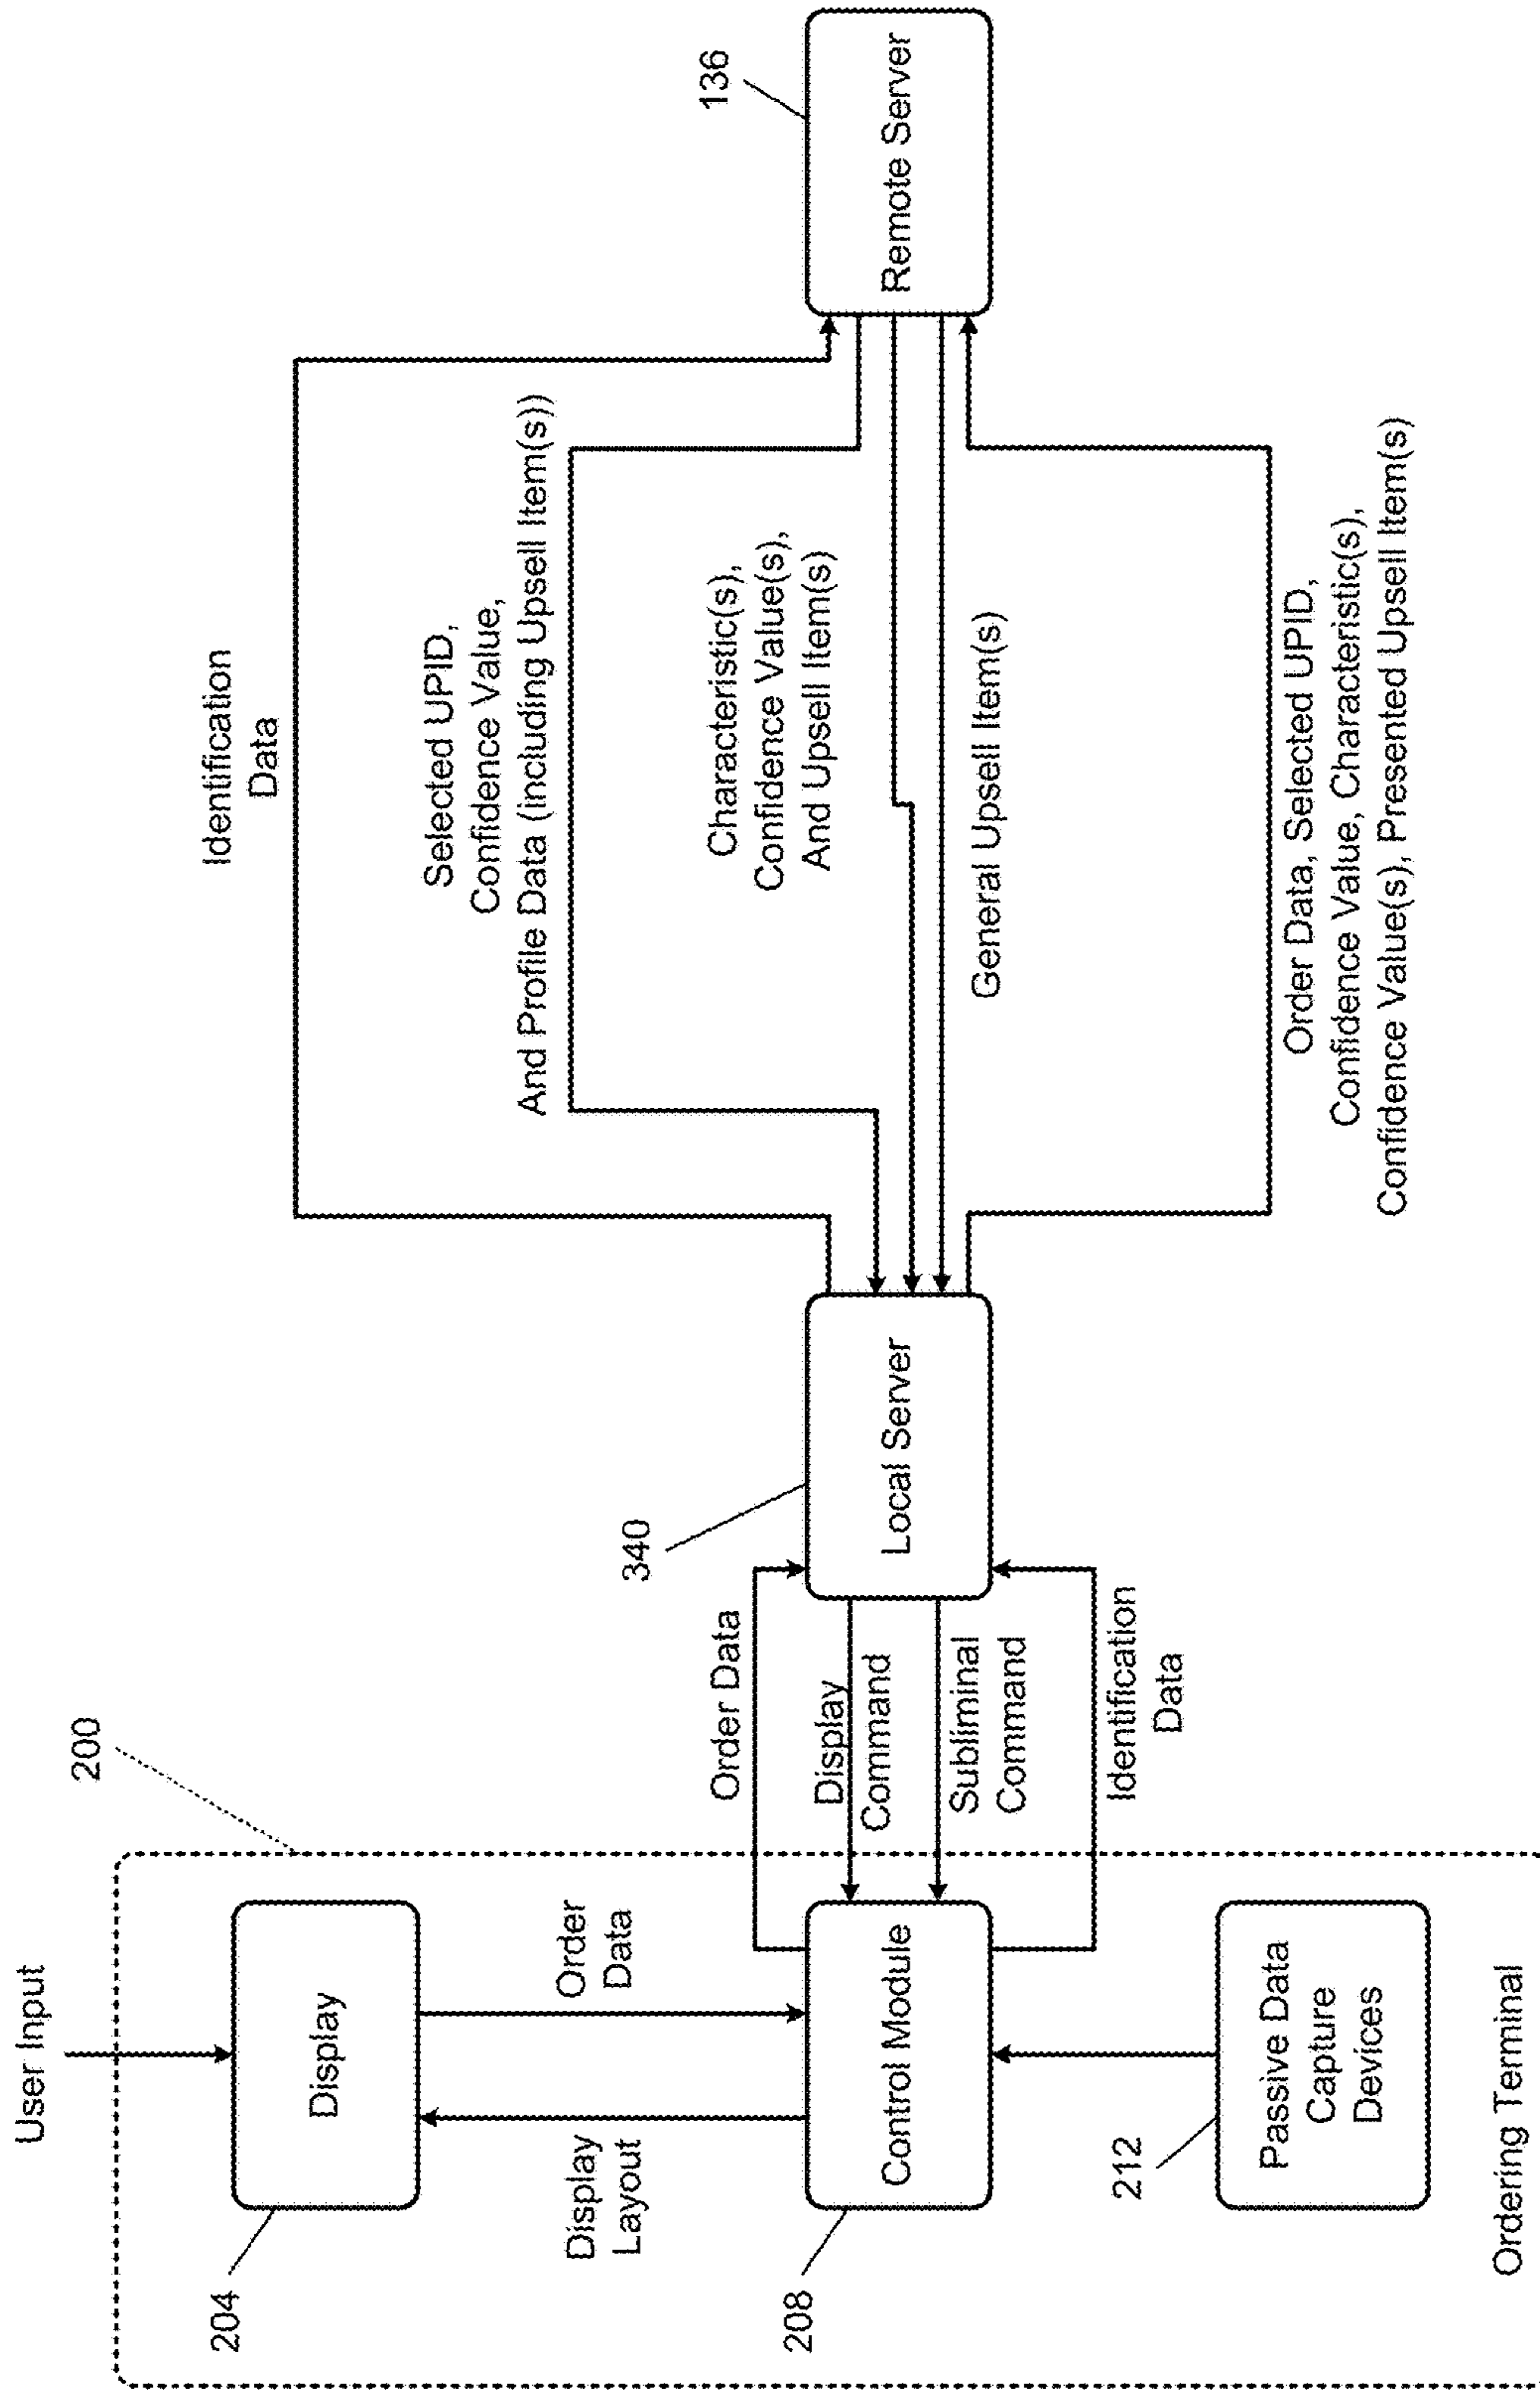 200
User Input
204
Display
Display
Layout
Order
Data
208
Control Module
212
Passive Data
Capture
Devices
Ordering Terminal
Order Data
Display
Command
Subliminal
Command
Identification
Data
340
Local Server
Identification
Data
Selected UPID,
Confidence Value,
And Profile Data (including Upsell Item(s))
Characteristic(s),
Confidence Value(s),
And Upsell Item(s)
General Upsell Item(s)
Order Data, Selected UPID,
Confidence Value, Characteristic(s),
Confidence Value(s), Presented Upsell Item(s)
136
Remote Server